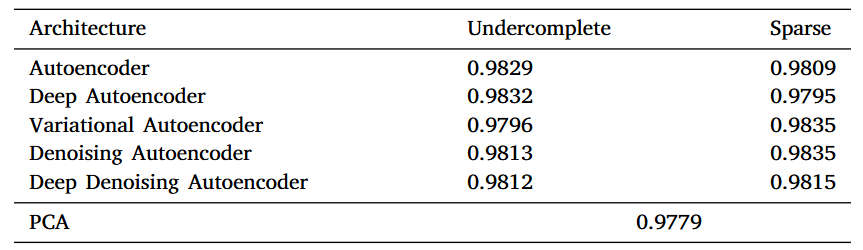 Architecture Undercomplete Sparse
Autoencoder 0.9829 0.9809
Deep Autoencoder 0.9832 0.9795
Variational Autoencoder 0.9796 0.9835
Denoising Autoencoder 0.9813 0.9835
Deep Denoising Autoencoder 0.9812 0.9815
PCA 0.9779